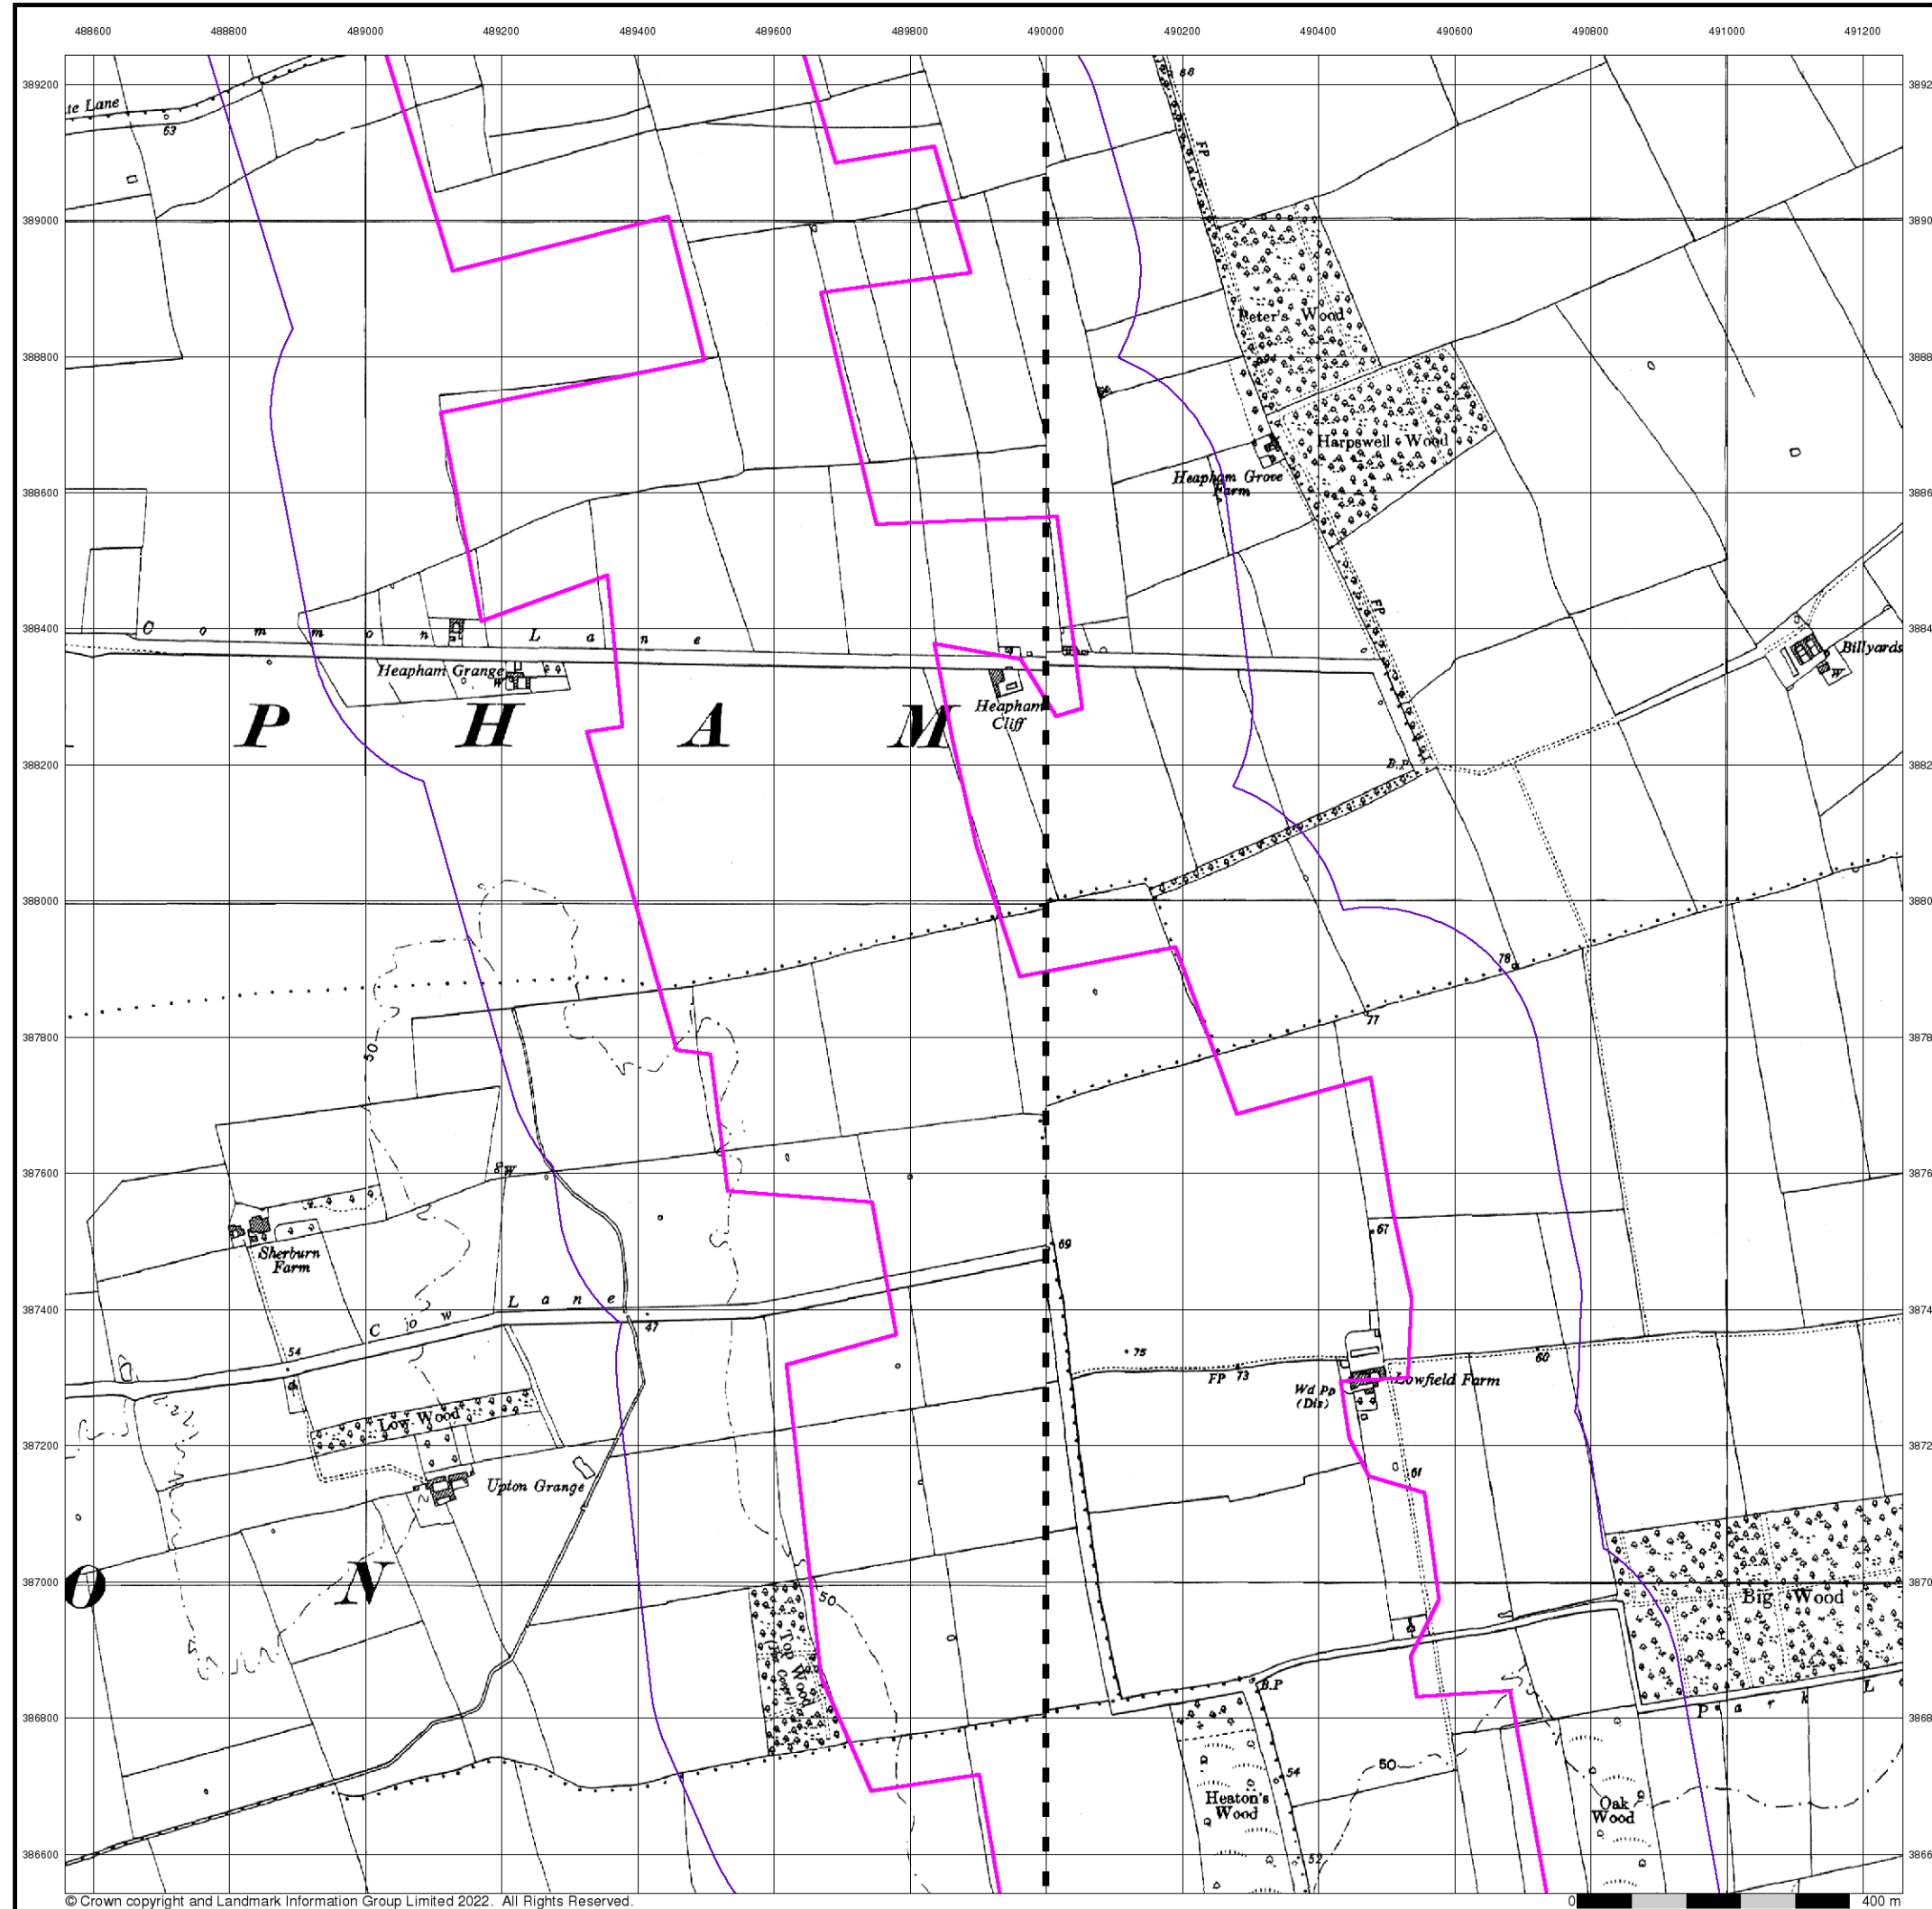 488600 488800 489000 489200 489400 489600 489800 490000 490200 490400 490600 490800 491000 491200
389200
te Lane
63
88
FP
389000
Peter's Wood
388800
94
Harpswell Wood
Heapham Grove
Farm
388600
FP
388400
Common Lane
Heapham Grange
W
Billyards
W
Heapham
Cliff
P H A M
B.P
388200
388000
78
77
50
387800
W
387600
67
69
Sherburn
Farm
387400
Cow Lane
47
54
75
FP 73
60
Lowfield Farm
Wd Pp
(Dis)
Low Wood
387200
61
Upton Grange
O N
387000
50
Big Wood
Top Wood
B.P
386800
Park L
50
54
Heaton's
Wood
Oak
Wood
386600
52
© Crown copyright and Landmark Information Group Limited 2022. All Rights Reserved.
0 400 m